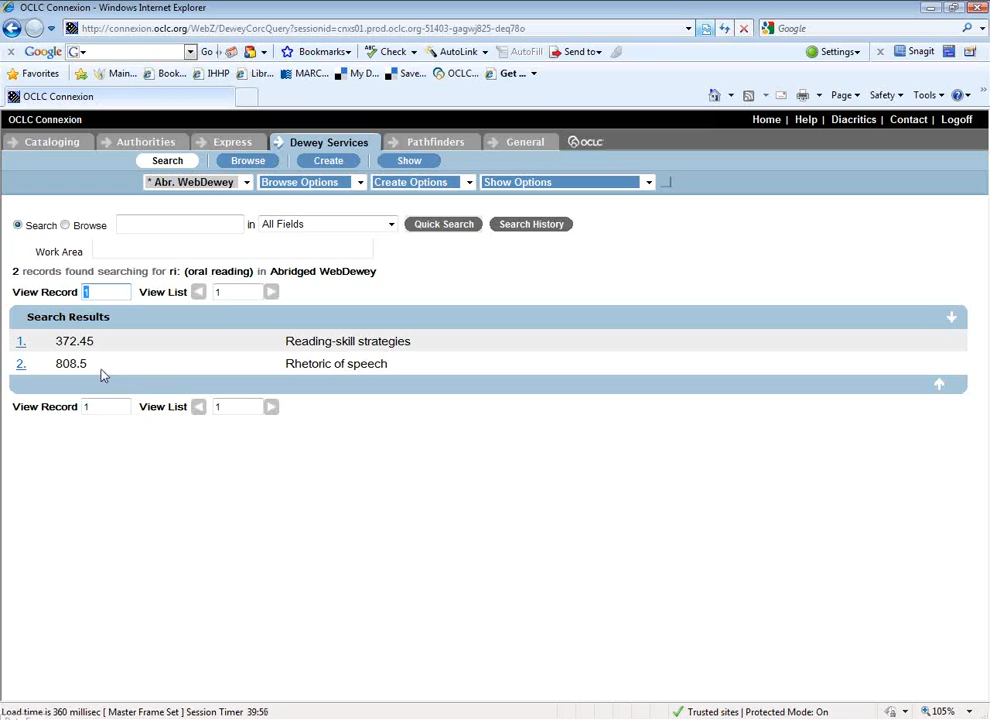 OCLC Connexion - Windows Internet Explorer
http://connexion.oclc.org/WebZ/DeweyCorcQuery?sessionid=cnxs01.prod.oclc.org-51403-gagwj825-deq78o
Google
Google G Go Bookmarks Check AutoLink AutoFill Send to Settings Snagit
Favorites Main... Book... IHHP Libr... MARC... My D... Save... OCLC... Get ...
OCLC Connexion Page Safety Tools
OCLC Connexion Home | Help | Diacritics | Contact | Logoff
Cataloging Authorities Express Dewey Services Pathfinders General OCLC
Search Browse Create Show
* Abr. WebDewey Browse Options Create Options Show Options
Search Browse in All Fields Quick Search Search History
Work Area
2 records found searching for ri: (oral reading) in Abridged WebDewey
View Record 1 View List 1
Search Results
1. 372.45 Reading-skill strategies
2. 808.5 Rhetoric of speech
View Record 1 View List 1
Load time is 360 millisec [ Master Frame Set ] Session Timer 39:56 Trusted sites | Protected Mode: On 105%